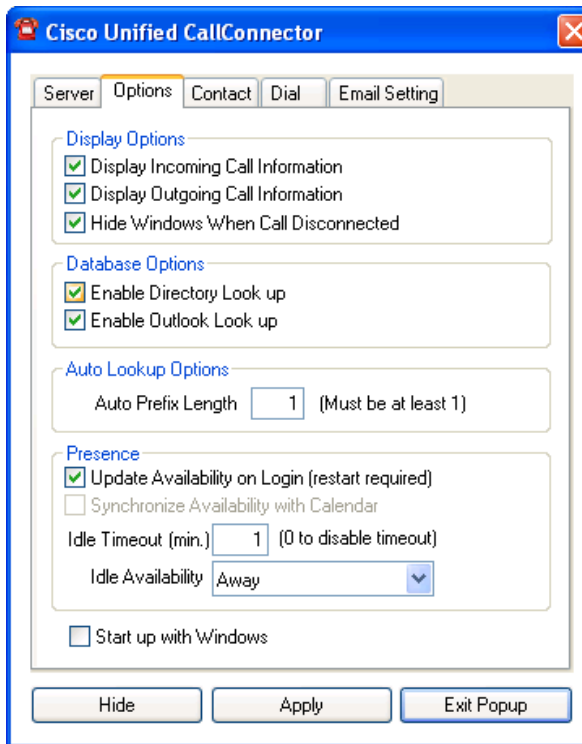 Cisco Unified CallConnector
Server Options Contact Dial Email Setting
Display Options
Display Incoming Call Information
Display Outgoing Call Information
Hide Windows When Call Disconnected
Database Options
Enable Directory Look up
Enable Outlook Look up
Auto Lookup Options
Auto Prefix Length 1 (Must be at least 1)
Presence
Update Availability on Login (restart required)
Synchronize Availability with Calendar
Idle Timeout (min.) 1 (0 to disable timeout)
Idle Availability Away
Start up with Windows
Hide Apply Exit Popup